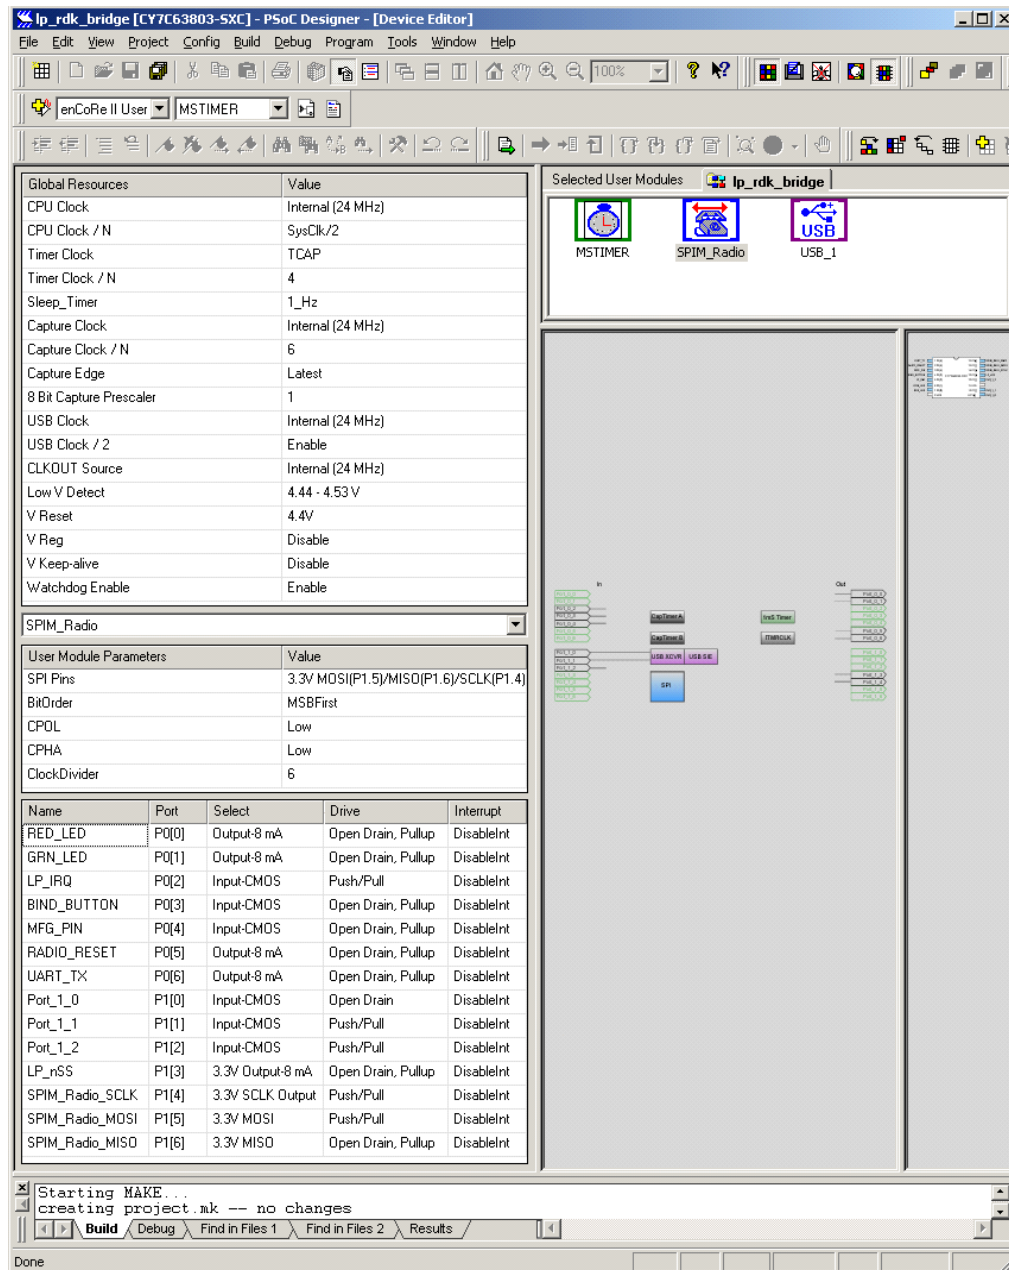 lp_rdk_bridge [CY7C63803-SXC] - PSoC Designer - [Device Editor]
File Edit View Project Config Build Debug Program Tools Window Help
100%
enCoRe II User MSTIMER
Global Resources Value
CPU Clock Internal (24 MHz)
CPU Clock / N SysClk/2
Timer Clock TCAP
Timer Clock / N 4
Sleep_Timer 1_Hz
Capture Clock Internal (24 MHz)
Capture Clock / N 6
Capture Edge Latest
8 Bit Capture Prescaler 1
USB Clock Internal (24 MHz)
USB Clock / 2 Enable
CLKOUT Source Internal (24 MHz)
Low V Detect 4.44 - 4.53 V
V Reset 4.4V
V Reg Disable
V Keep-alive Disable
Watchdog Enable Enable
SPIM_Radio
User Module Parameters Value
SPI Pins 3.3V MOSI(P1.5)/MISO(P1.6)/SCLK(P1.4)
BitOrder MSBFirst
CPOL Low
CPHA Low
ClockDivider 6
Name Port Select Drive Interrupt
RED_LED P0[0] Output-8 mA Open Drain, Pullup DisableInt
GRN_LED P0[1] Output-8 mA Open Drain, Pullup DisableInt
LP_IRQ P0[2] Input-CMOS Push/Pull DisableInt
BIND_BUTTON P0[3] Input-CMOS Open Drain, Pullup DisableInt
MFG_PIN P0[4] Input-CMOS Open Drain, Pullup DisableInt
RADIO_RESET P0[5] Output-8 mA Open Drain, Pullup DisableInt
UART_TX P0[6] Output-8 mA Open Drain, Pullup DisableInt
Port_1_0 P1[0] Input-CMOS Open Drain DisableInt
Port_1_1 P1[1] Input-CMOS Push/Pull DisableInt
Port_1_2 P1[2] Input-CMOS Push/Pull DisableInt
LP_nSS P1[3] 3.3V Output-8 mA Open Drain, Pullup DisableInt
SPIM_Radio_SCLK P1[4] 3.3V SCLK Output Push/Pull DisableInt
SPIM_Radio_MOSI P1[5] 3.3V MOSI Push/Pull DisableInt
SPIM_Radio_MISO P1[6] 3.3V MISO Open Drain, Pullup DisableInt
Selected User Modules lp_rdk_bridge
USB
MSTIMER SPIM_Radio USB_1
In Out
CapTimer A 1mS Timer
CapTimer B ITMRCLK
USB XCVR USB SIE
SPI
Starting MAKE...
creating project.mk -- no changes
Build Debug Find in Files 1 Find in Files 2 Results
Done